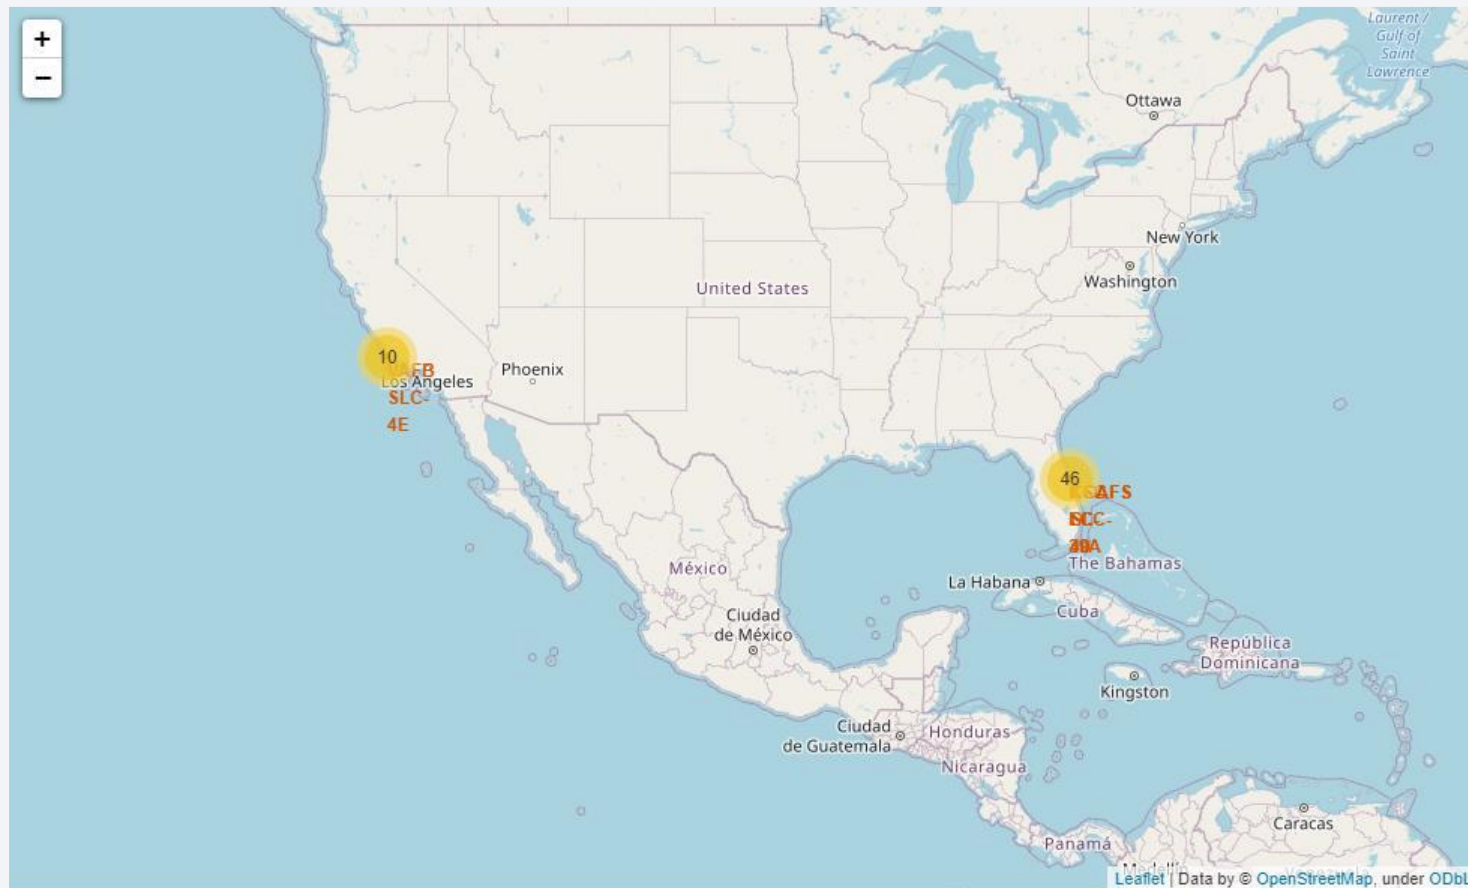 +
−
Laurent /
Gulf of
Saint
Lawrence
Ottawa
New York
Washington
United States
10
Los Angeles
SLC-
4E
Phoenix
46
México
The Bahamas
La Habana
Cuba
Ciudad
de México
República
Dominicana
Kingston
Ciudad
de Guatemala
Honduras
Nicaragua
Caracas
Panamá
Leaflet | Data by © OpenStreetMap, under ODbL